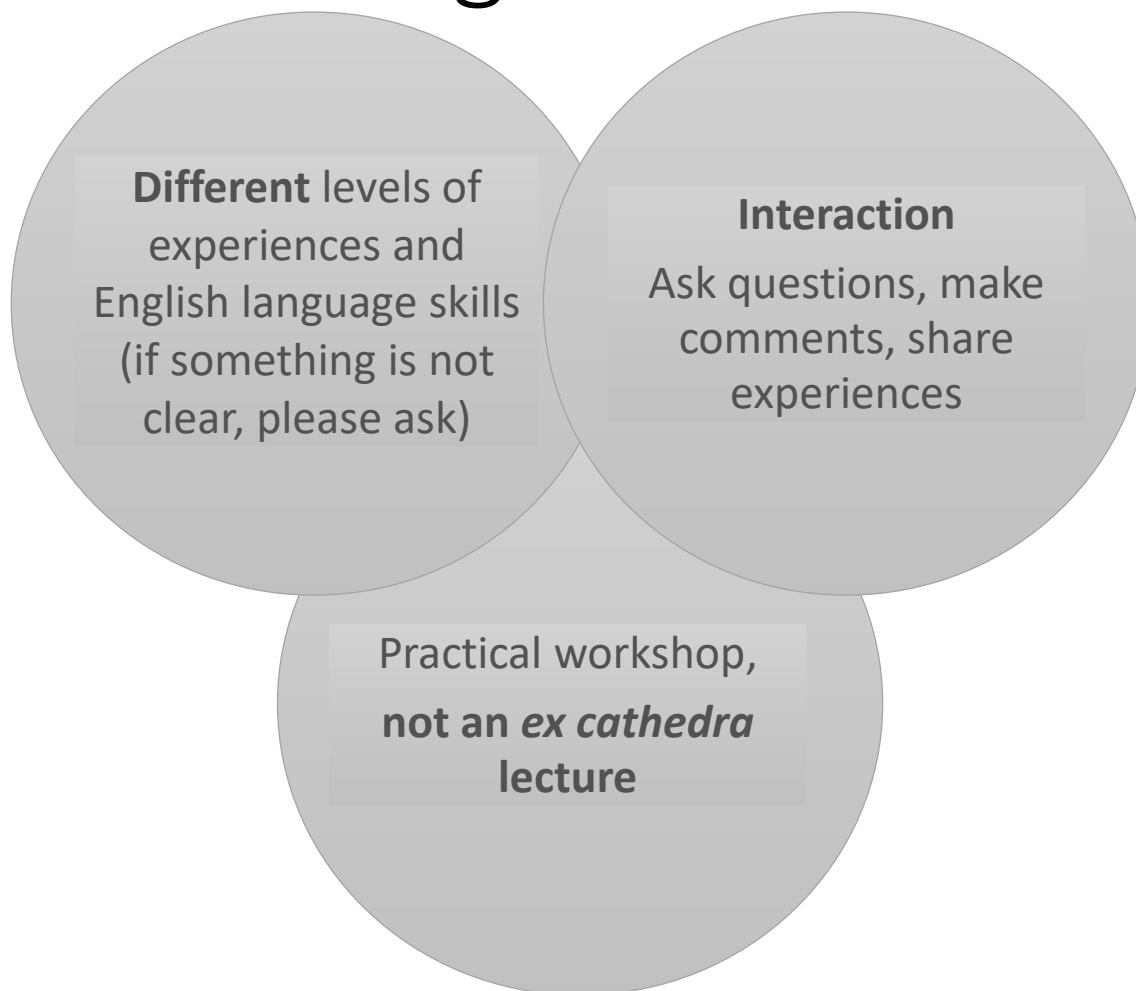 Different levels of
experiences and
English language skills
(if something is not
clear, please ask)
Interaction
Ask questions, make
comments, share
experiences
Practical workshop,
not an ex cathedra
lecture